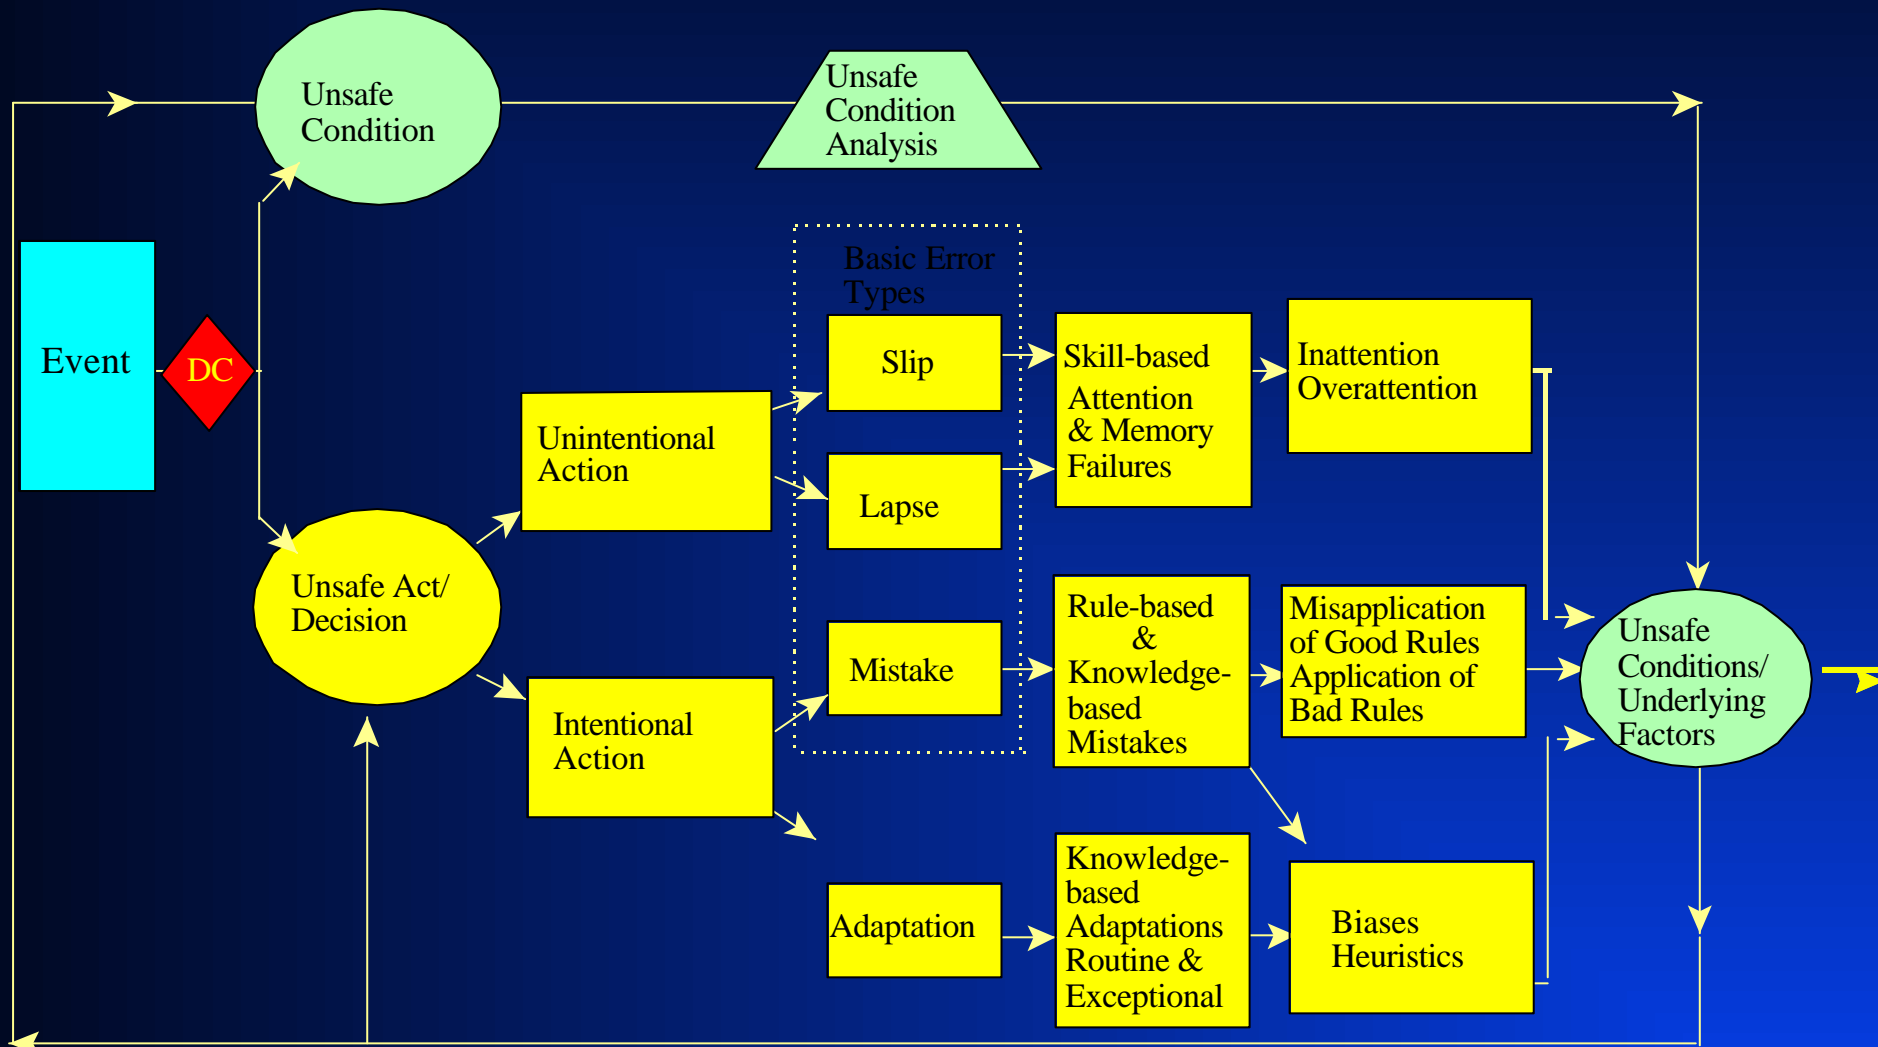 Unsafe
Condition
Unsafe
Condition
Analysis
Event
DC
Basic Error
Types
Slip
Skill-based
Attention
& Memory
Failures
Inattention
Overattention
Unintentional
Action
Lapse
Unsafe Act/
Decision
Mistake
Rule-based
&
Knowledge-
based
Mistakes
Misapplication
of Good Rules
Application of
Bad Rules
Unsafe
Conditions/
Underlying
Factors
Intentional
Action
Adaptation
Knowledge-
based
Adaptations
Routine &
Exceptional
Biases
Heuristics